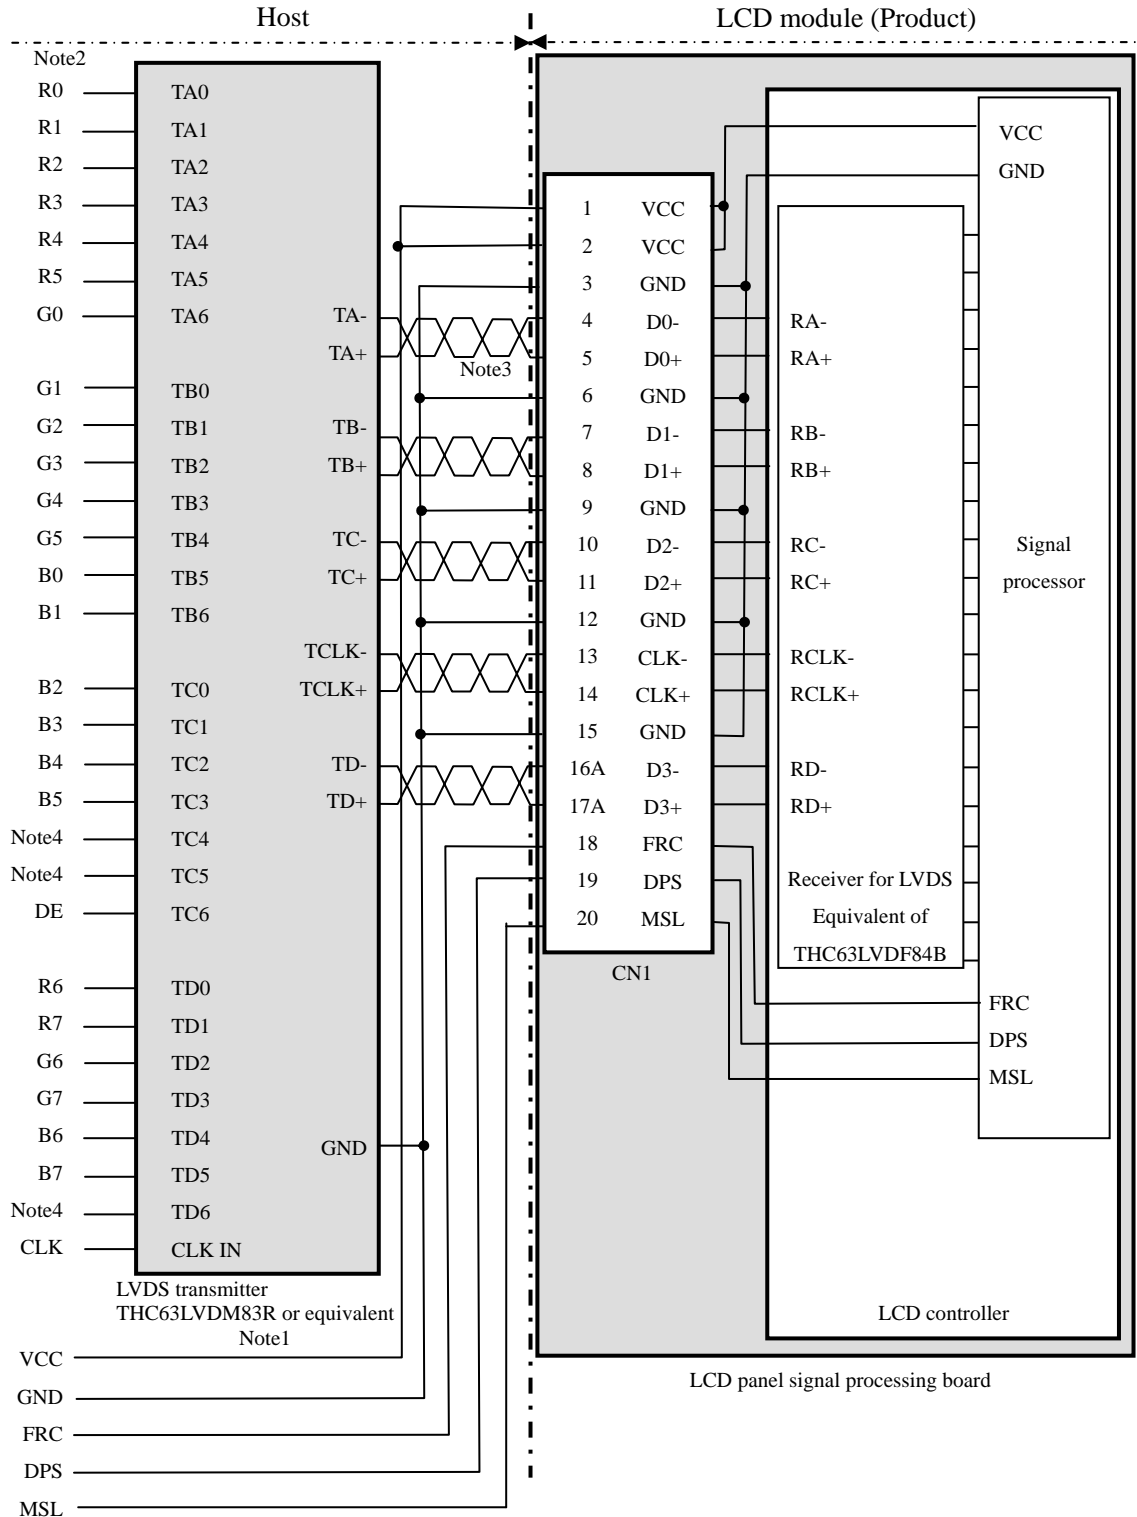 Host
LCD module (Product)
Note2
R0 TA0
R1 TA1
R2 TA2
R3 TA3
R4 TA4
R5 TA5
G0 TA6
G1 TB0
G2 TB1
G3 TB2
G4 TB3
G5 TB4
B0 TB5
B1 TB6
B2 TC0
B3 TC1
B4 TC2
B5 TC3
Note4 TC4
Note4 TC5
DE TC6
R6 TD0
R7 TD1
G6 TD2
G7 TD3
B6 TD4
B7 TD5
Note4 TD6
CLK CLK IN
TA-
TA+
TB-
TB+
TC-
TC+
TCLK-
TCLK+
TD-
TD+
GND
Note3
LVDS transmitter
THC63LVDM83R or equivalent
Note1
VCC
GND
FRC
DPS
MSL
1 VCC
2 VCC
3 GND
4 D0-
5 D0+
6 GND
7 D1-
8 D1+
9 GND
10 D2-
11 D2+
12 GND
13 CLK-
14 CLK+
15 GND
16A D3-
17A D3+
18 FRC
19 DPS
20 MSL
CN1
RA-
RA+
RB-
RB+
RC-
RC+
RCLK-
RCLK+
RD-
RD+
Receiver for LVDS
Equivalent of
THC63LVDF84B
VCC
GND
Signal
processor
FRC
DPS
MSL
LCD controller
LCD panel signal processing board